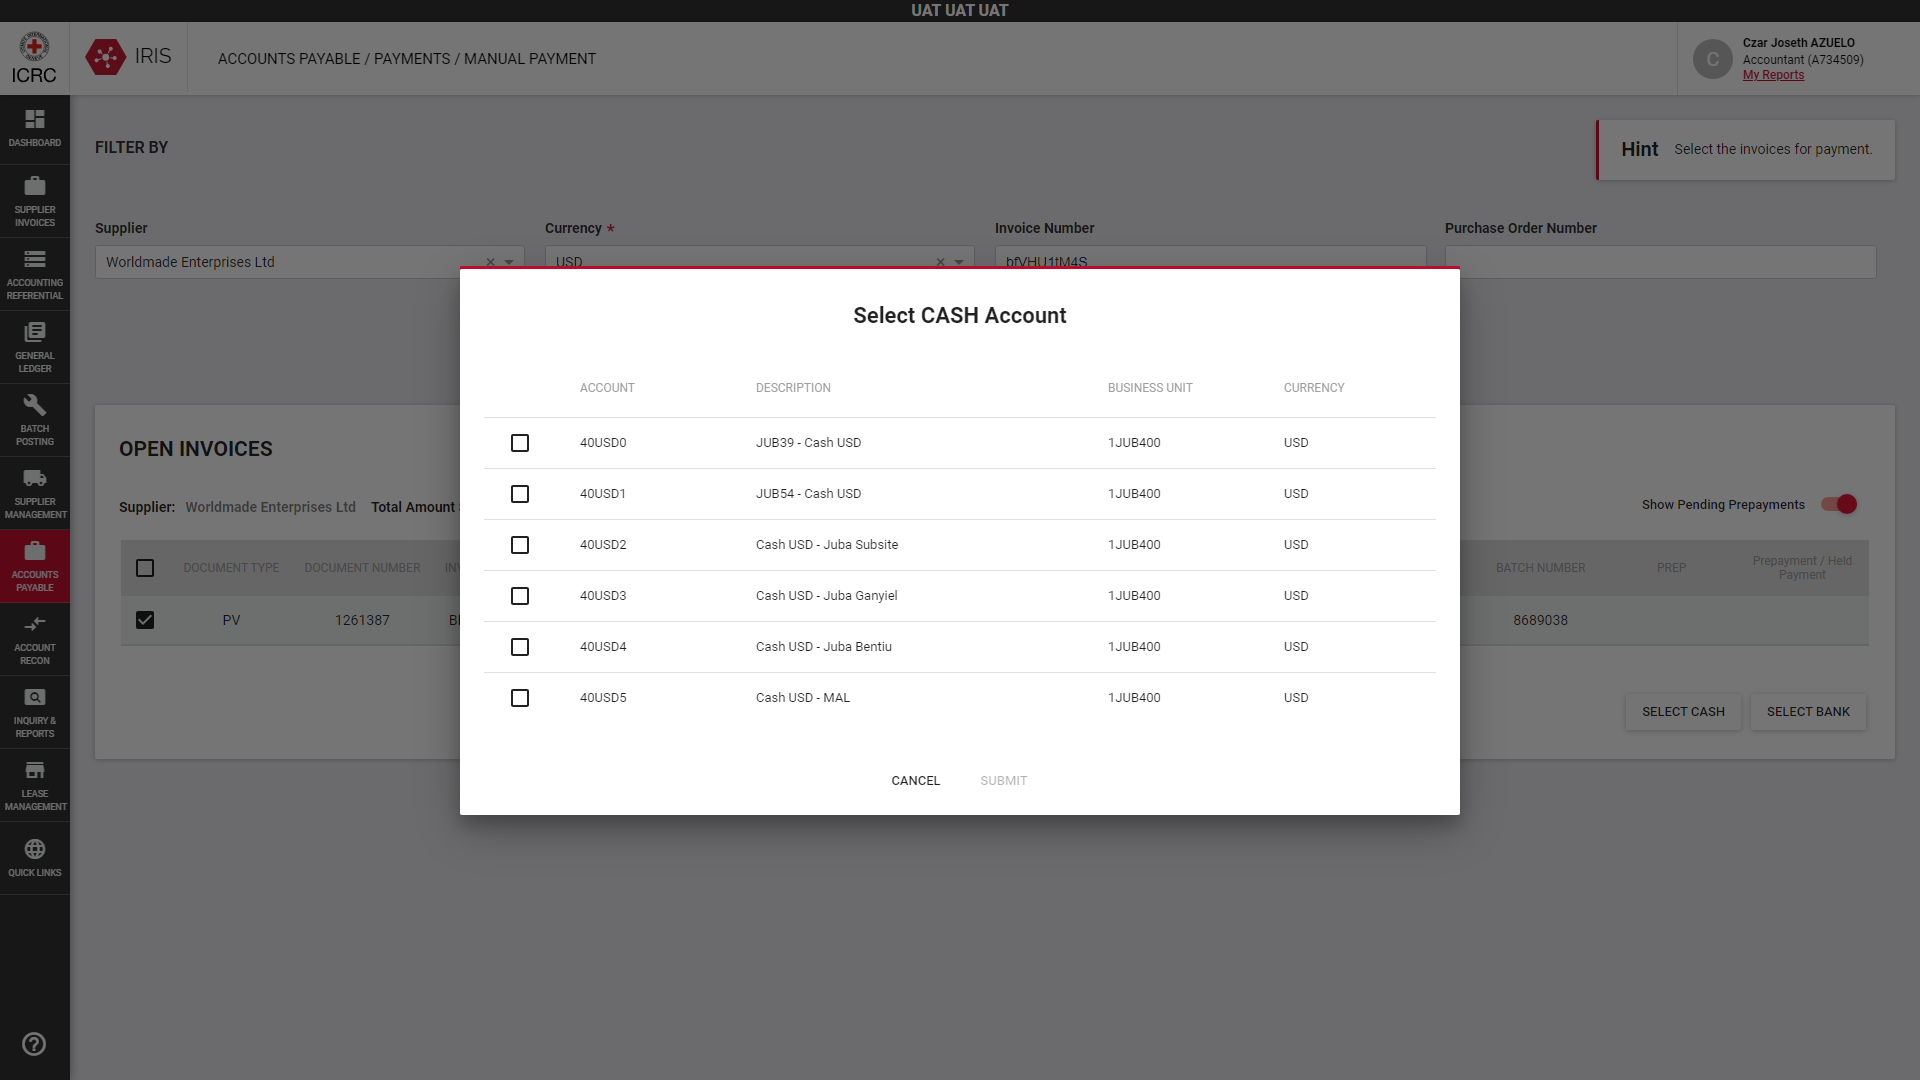 UAT UAT UAT
ICRC
IRIS
ACCOUNTS PAYABLE / PAYMENTS / MANUAL PAYMENT
C
Czar Joseth AZUELO
Accountant (A734509)
My Reports
DASHBOARD
SUPPLIER
INVOICES
ACCOUNTING
REFERENTIAL
GENERAL
LEDGER
BATCH
POSTING
SUPPLIER
MANAGEMENT
ACCOUNTS
PAYABLE
ACCOUNT
RECON
INQUIRY &
REPORTS
LEASE
MANAGEMENT
QUICK LINKS
FILTER BY
Hint Select the invoices for payment.
Supplier Currency * Invoice Number Purchase Order Number
Worldmade Enterprises Ltd USD bfVHU1tM4S
Select CASH Account
ACCOUNT DESCRIPTION BUSINESS UNIT CURRENCY
40USD0 JUB39 - Cash USD 1JUB400 USD
40USD1 JUB54 - Cash USD 1JUB400 USD
40USD2 Cash USD - Juba Subsite 1JUB400 USD
40USD3 Cash USD - Juba Ganyiel 1JUB400 USD
40USD4 Cash USD - Juba Bentiu 1JUB400 USD
40USD5 Cash USD - MAL 1JUB400 USD
CANCEL SUBMIT
OPEN INVOICES
Supplier: Worldmade Enterprises Ltd Total Amount
Show Pending Prepayments
DOCUMENT TYPE DOCUMENT NUMBER BATCH NUMBER PREP Prepayment / Held
Payment
PV 1261387 8689038
SELECT CASH SELECT BANK